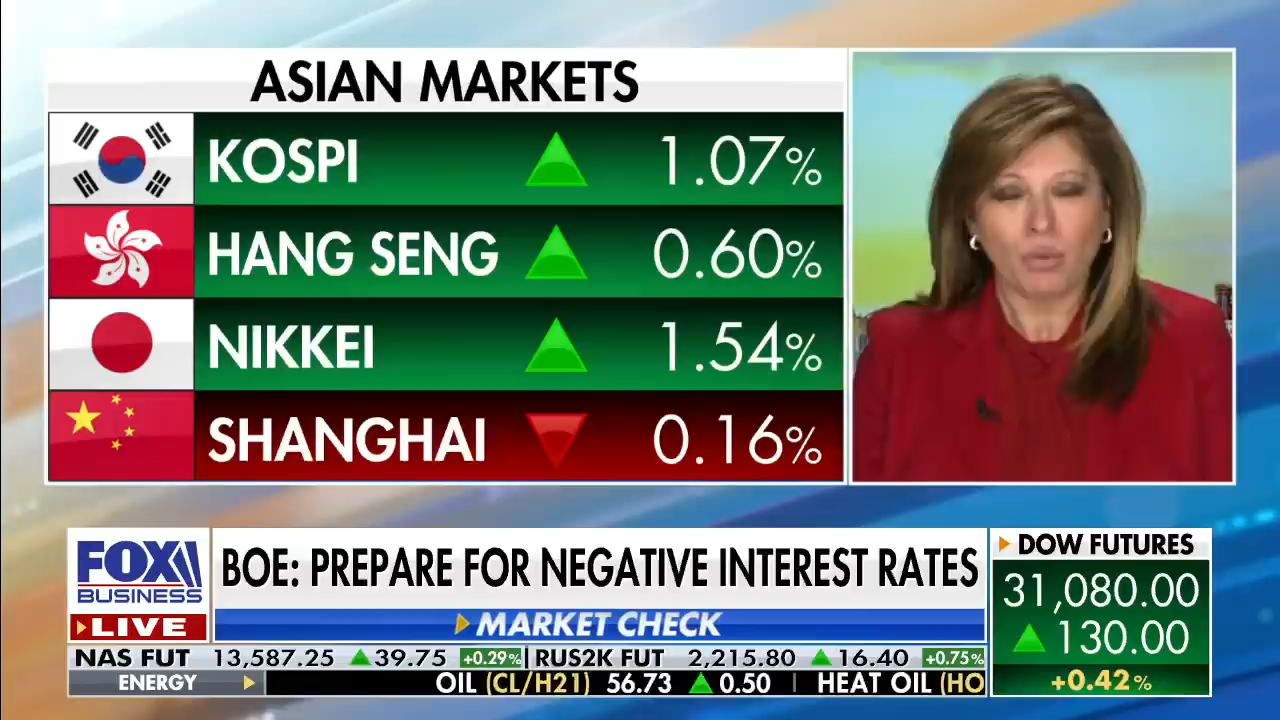 ASIAN MARKETS
KOSPI 1.07%
HANG SENG 0.60%
NIKKEI 1.54%
SHANGHAI 0.16%
FOX BUSINESS
LIVE
BOE: PREPARE FOR NEGATIVE INTEREST RATES
MARKET CHECK
DOW FUTURES
31,080.00
130.00
+0.42%
NAS FUT 13,587.25 39.75 +0.29% RUS2K FUT 2,215.80 16.40 +0.75%
ENERGY OIL (CL/H21) 56.73 0.50 HEAT OIL (HO